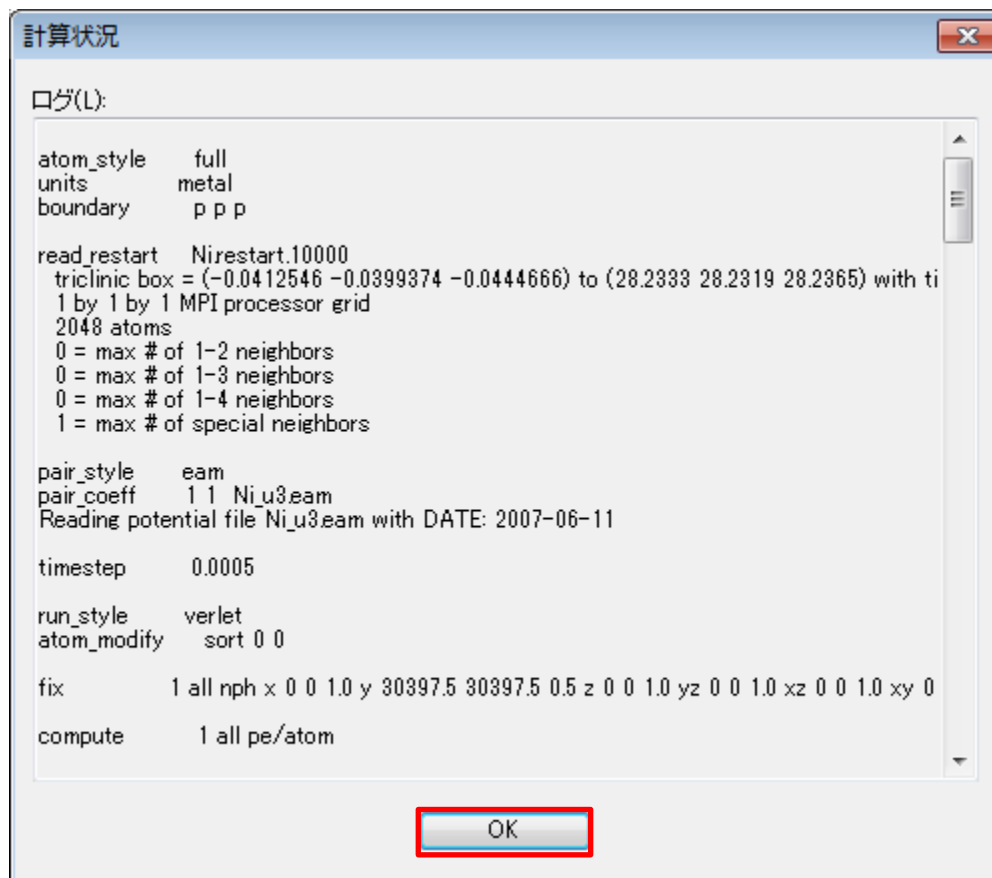 計算状況
ログ(L):
atom_style full
units metal
boundary p p p
read_restart Ni.restart.10000
triclinic box = (-0.0412546 -0.0399374 -0.0444666) to (28.2333 28.2319 28.2365) with ti
1 by 1 by 1 MPI processor grid
2048 atoms
0 = max # of 1-2 neighbors
0 = max # of 1-3 neighbors
0 = max # of 1-4 neighbors
1 = max # of special neighbors
pair_style eam
pair_coeff 1 1 Ni_u3.eam
Reading potential file Ni_u3.eam with DATE: 2007-06-11
timestep 0.0005
run_style verlet
atom_modify sort 0 0
fix 1 all nph x 0 0 1.0 y 30397.5 30397.5 0.5 z 0 0 1.0 yz 0 0 1.0 xz 0 0 1.0 xy 0
compute 1 all pe/atom
OK